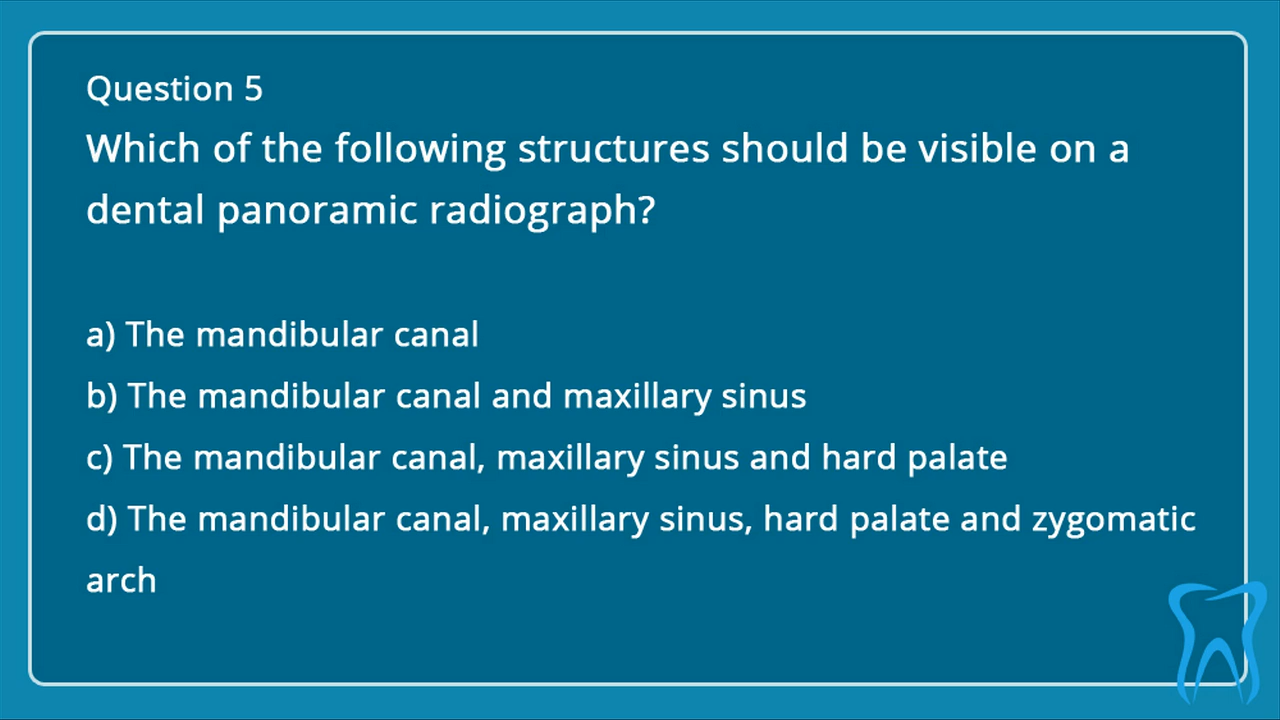 Question 5
Which of the following structures should be visible on a
dental panoramic radiograph?
a) The mandibular canal
b) The mandibular canal and maxillary sinus
c) The mandibular canal, maxillary sinus and hard palate
d) The mandibular canal, maxillary sinus, hard palate and zygomatic
arch